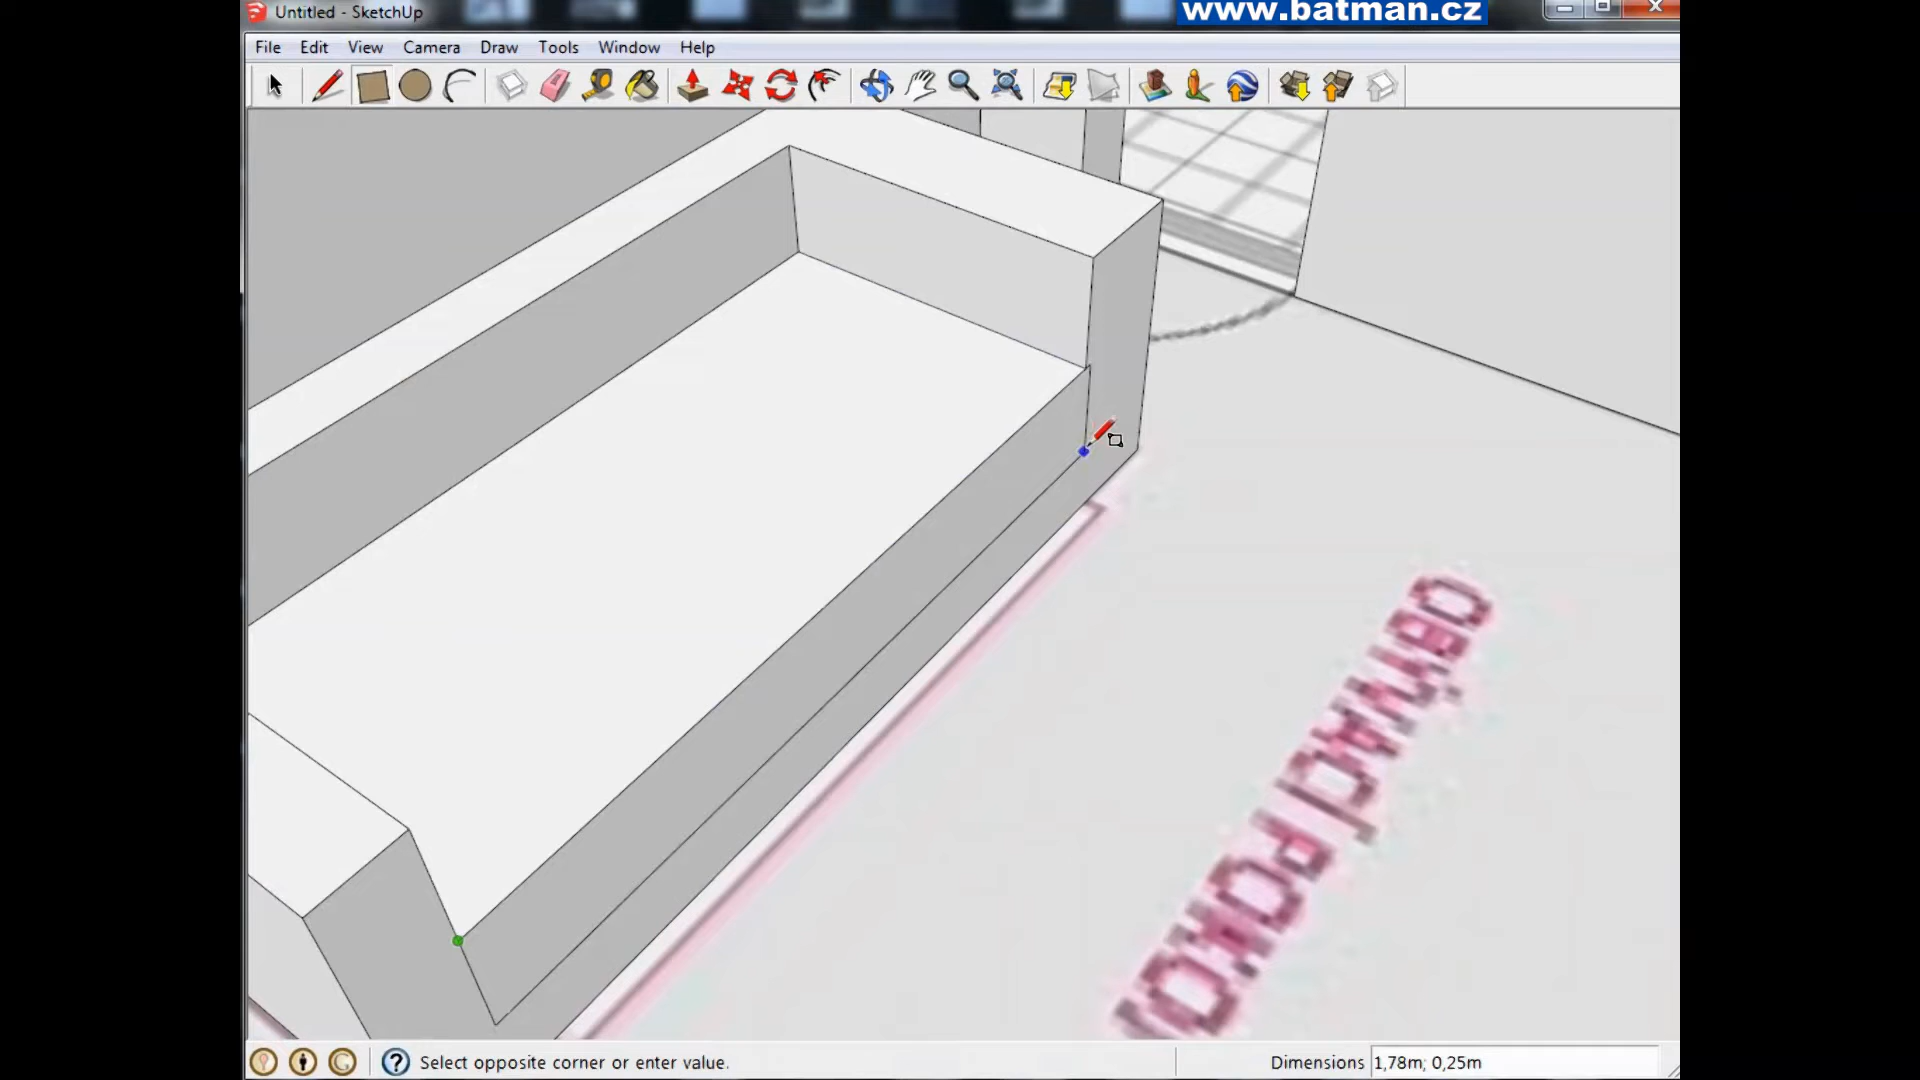 Untitled - SketchUp
www.batman.cz
File Edit View Camera Draw Tools Window Help
Select opposite corner or enter value.
Dimensions 1,78m; 0,25m